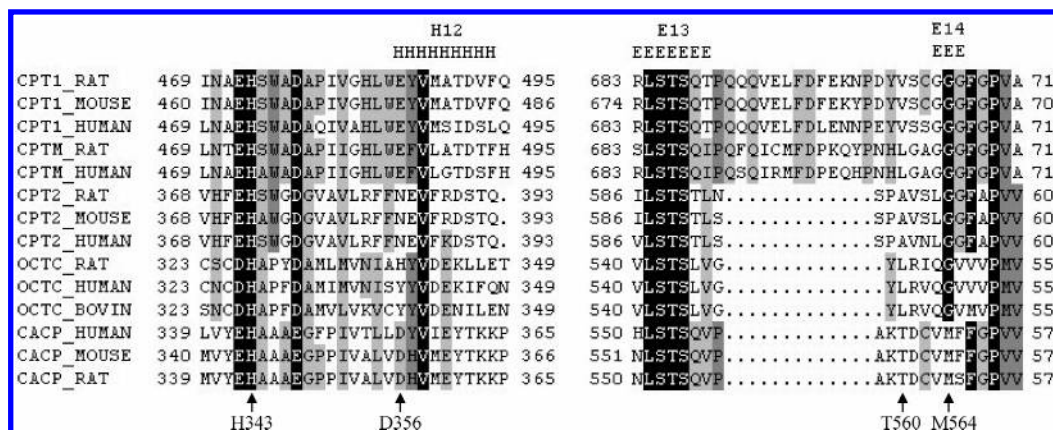 H12 E13 E14
HHHHHHHHHH EEEEEEE EEE
CPT1_RAT 469 INAEHSWADAPIVGHLWEYVMATDVFQ 495 683 RLSTSQTPQQQVELFDFEKNPDYVSCGGGFGPVA 71
CPT1_MOUSE 460 INAEHSWADAPIVGHLWEYVMATDVFQ 486 674 RLSTSQTPQQQVELFDFEKYPDYVSCGGGFGPVA 70
CPT1_HUMAN 469 LNAEHSWADAQIVAHLWEYVMSIDSLQ 495 683 RLSTSQTPQQQVELFDLENNPEYVSSGGGFGPVA 71
CPTM_RAT 469 LNTEHSWADAPIIGHLWEFVLATDTFH 495 683 SLSTSQIPQFQICMFDPKQYPNHLGAGGGFGPVA 71
CPTM_HUMAN 469 LNAEHSWADAPIIGHLWEFVLGTDSFH 495 683 RLSTSQIPQSQIRMFDPEQHPNHLGAGGGFGPVA 71
CPT2_RAT 368 VHFEHSWGDGVAVLRFFNEVFRDSTQ. 393 586 ILSTSTLN..............SPAVSLGGFAPVV 60
CPT2_MOUSE 368 VHFEHAWGDGVAVLRFFNEVFRDSTQ. 393 586 ILSTSTLS..............SPAVSLGGFAPVV 60
CPT2_HUMAN 368 VHFEHSWGDGVAVLRFFNEVFKDSTQ. 393 586 VLSTSTLS..............SPAVNLGGFAPVV 60
OCTC_RAT 323 CSCDHAPYDAMLMVNIAHYVDEKLLET 349 540 VLSTSLVG...............YLRIQGVVVPMV 55
OCTC_HUMAN 323 CNCDHAPFDAMIMVNISYYVDEKIFQN 349 540 VLSTSLVG...............YLRVQGVVVPMV 55
OCTC_BOVIN 323 SNCDHAPFDAMVLVKVCYYVDENILEN 349 540 VLSTSLVG...............YLRVQGVMVPMV 55
CACP_HUMAN 339 LVYEHAAAEGPPIVTLLDYVIEYTKKP 365 550 HLSTSQVP..............AKTDCVMFFGPVV 57
CACP_MOUSE 340 MVYEHAAAEGPPIVALVDHVMEYTKKP 366 551 NLSTSQVP..............AKTDCVMFFGPVV 57
CACP_RAT 339 MVYEHAAAEGPPIVALVDHVMEYTKKP 365 550 NLSTSQVP..............AKTDCVMSFGPVV 57
H343 D356 T560 M564